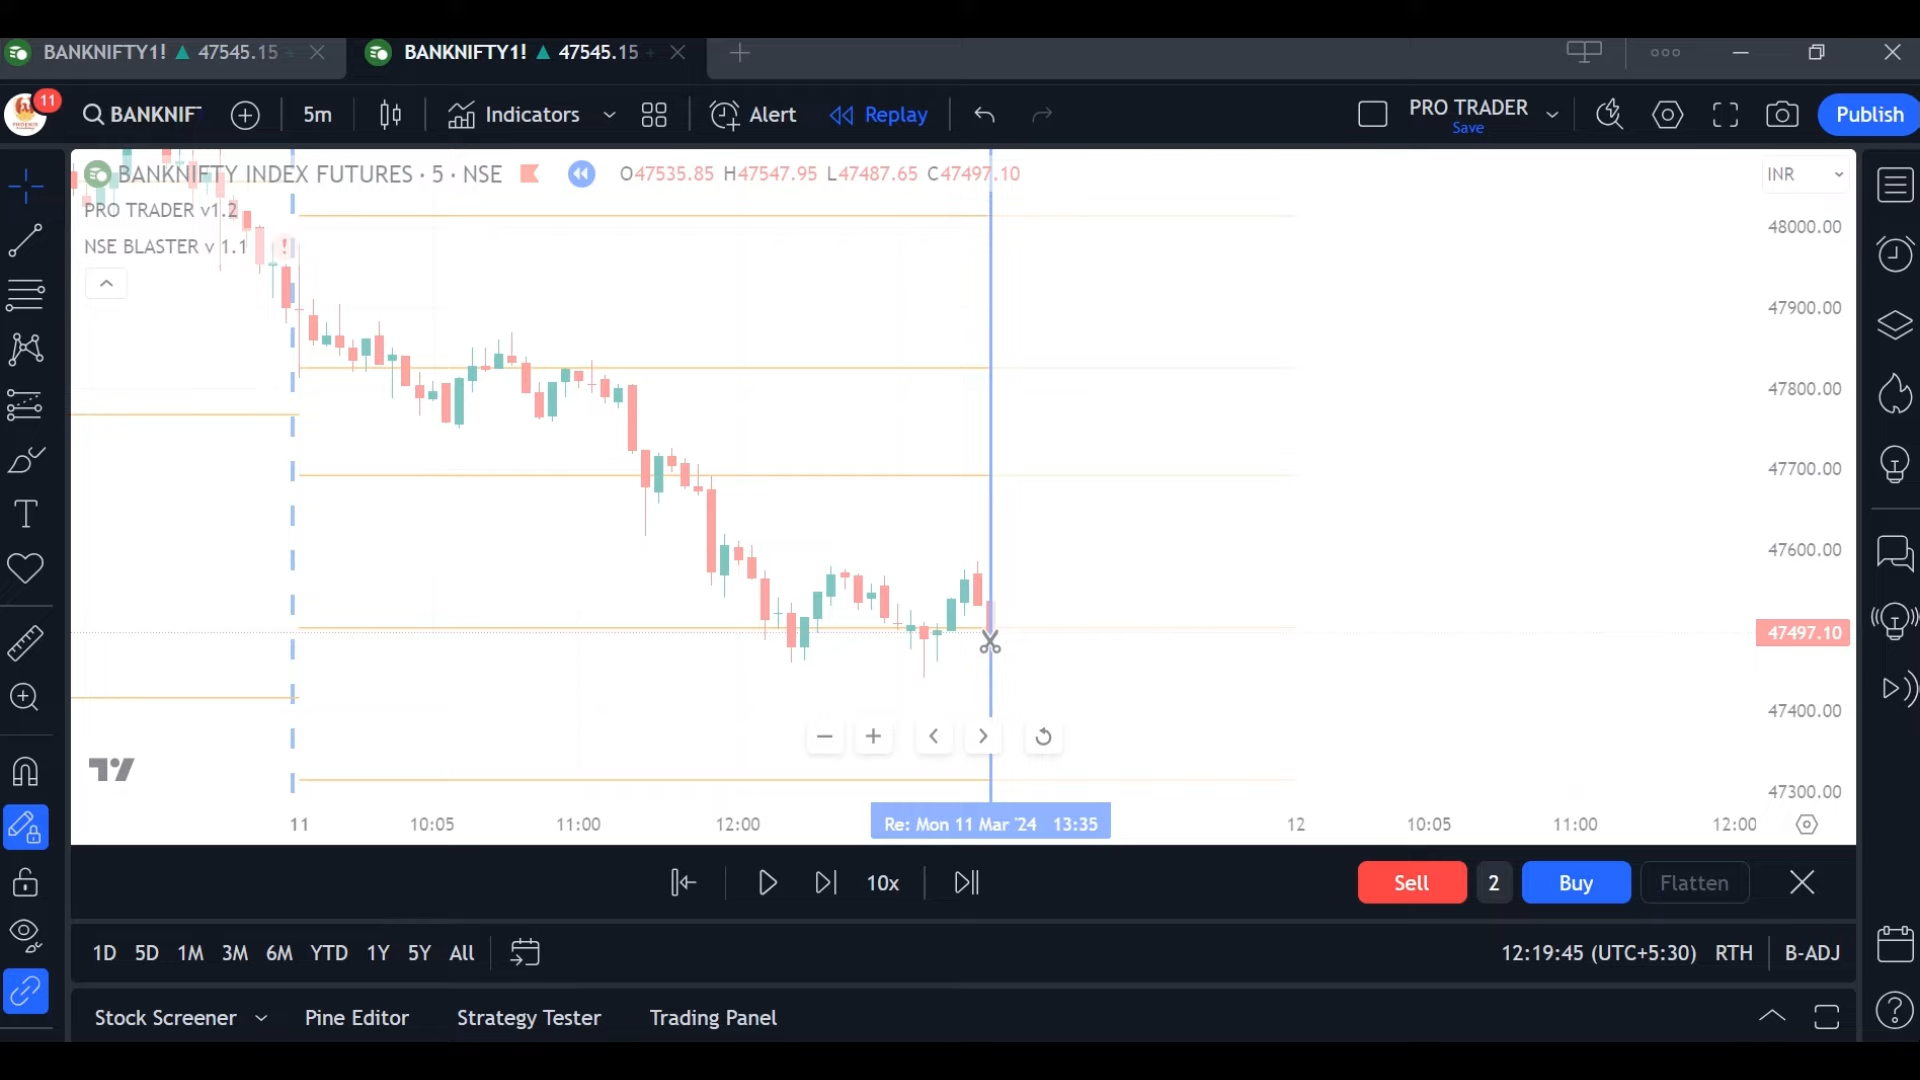 BANKNIFTY1! ▲ 47545.15
BANKNIFTY1! ▲ 47545.15
11
BANKNIFT
5m
Indicators
Alert
Replay
PRO TRADER
Save
Publish
BANKNIFTY INDEX FUTURES · 5 · NSE
O47535.85 H47547.95 L47487.65 C47497.10
INR
PRO TRADER v1.2
NSE BLASTER v 1.1
!
48000.00
47900.00
47800.00
47700.00
47600.00
47497.10
47400.00
47300.00
11
10:05
11:00
12:00
Re: Mon 11 Mar '24 13:35
12
10:05
11:00
12:00
10x
Sell
2
Buy
Flatten
1D 5D 1M 3M 6M YTD 1Y 5Y All
12:19:45 (UTC+5:30) RTH B-ADJ
Stock Screener
Pine Editor
Strategy Tester
Trading Panel